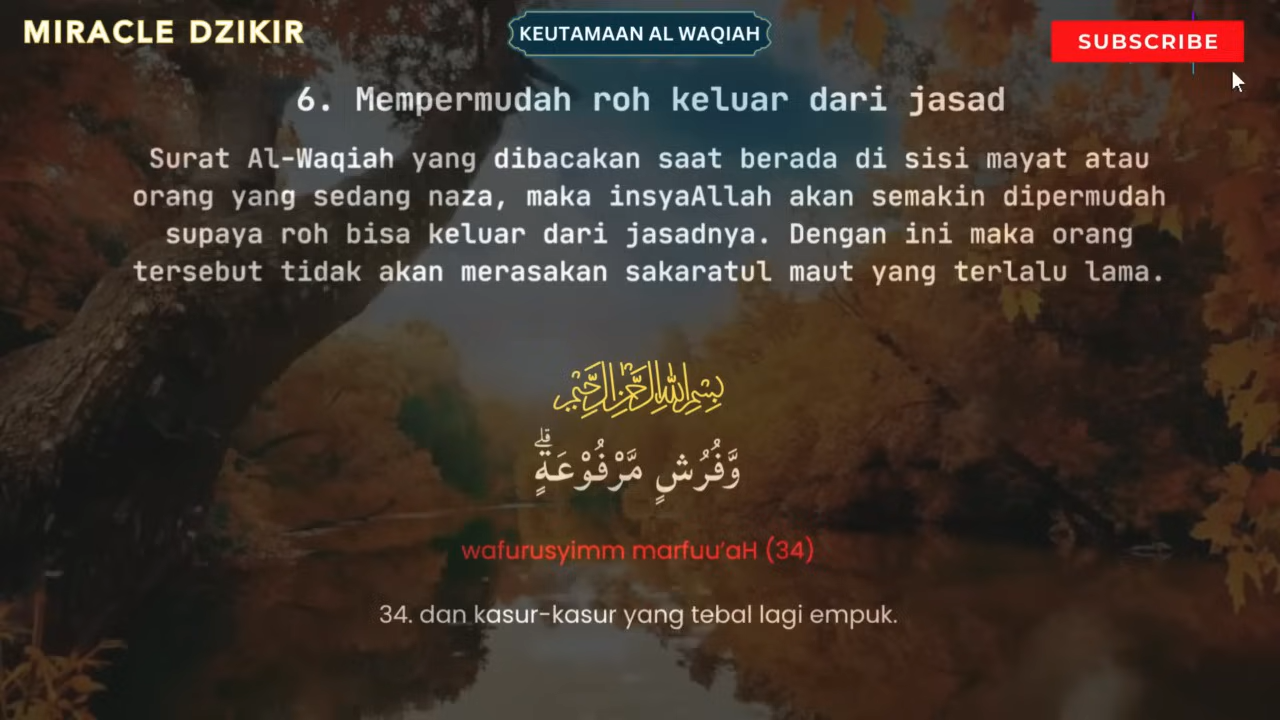 MIRACLE DZIKIR
KEUTAMAAN AL WAQIAH
SUBSCRIBE
6. Mempermudah roh keluar dari jasad
Surat Al-Waqiah yang dibacakan saat berada di sisi mayat atau
orang yang sedang naza, maka insyaAllah akan semakin dipermudah
supaya roh bisa keluar dari jasadnya. Dengan ini maka orang
tersebut tidak akan merasakan sakaratul maut yang terlalu lama.
بِسْمِ اللهِ الرَّحْمٰنِ الرَّحِيْمِ
وَّفُرُشٍ مَّرْفُوْعَةٍۗ
wafurusyimm marfuu'aH (34)
34. dan kasur-kasur yang tebal lagi empuk.